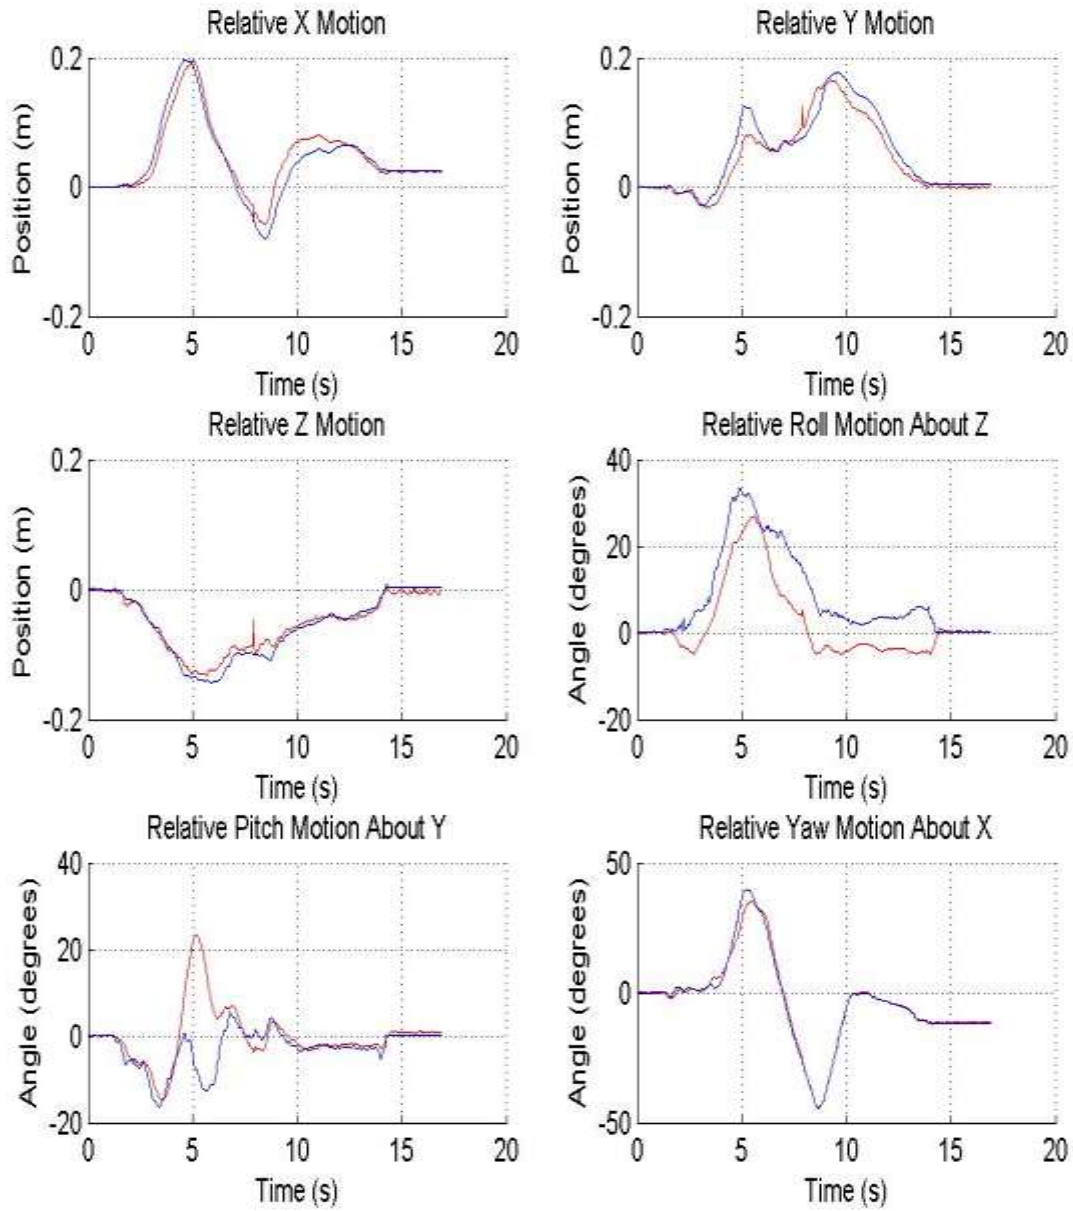 Relative X Motion
Position (m)
0.2
0
-0.2
0 5 10 15 20
Time (s)
Relative Y Motion
Position (m)
0.2
0
-0.2
0 5 10 15 20
Time (s)
Relative Z Motion
Position (m)
0.2
0
-0.2
0 5 10 15 20
Time (s)
Relative Roll Motion About Z
Angle (degrees)
40
20
0
-20
0 5 10 15 20
Time (s)
Relative Pitch Motion About Y
Angle (degrees)
40
20
0
-20
0 5 10 15 20
Time (s)
Relative Yaw Motion About X
Angle (degrees)
50
0
-50
0 5 10 15 20
Time (s)